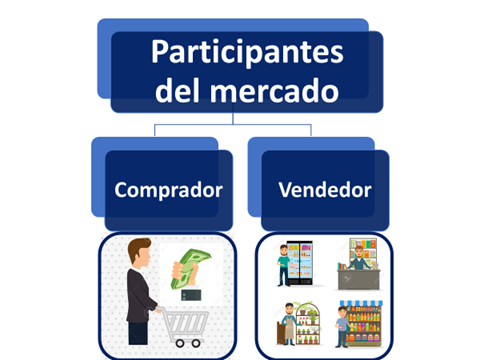 Participantes
del mercado
Comprador
Vendedor